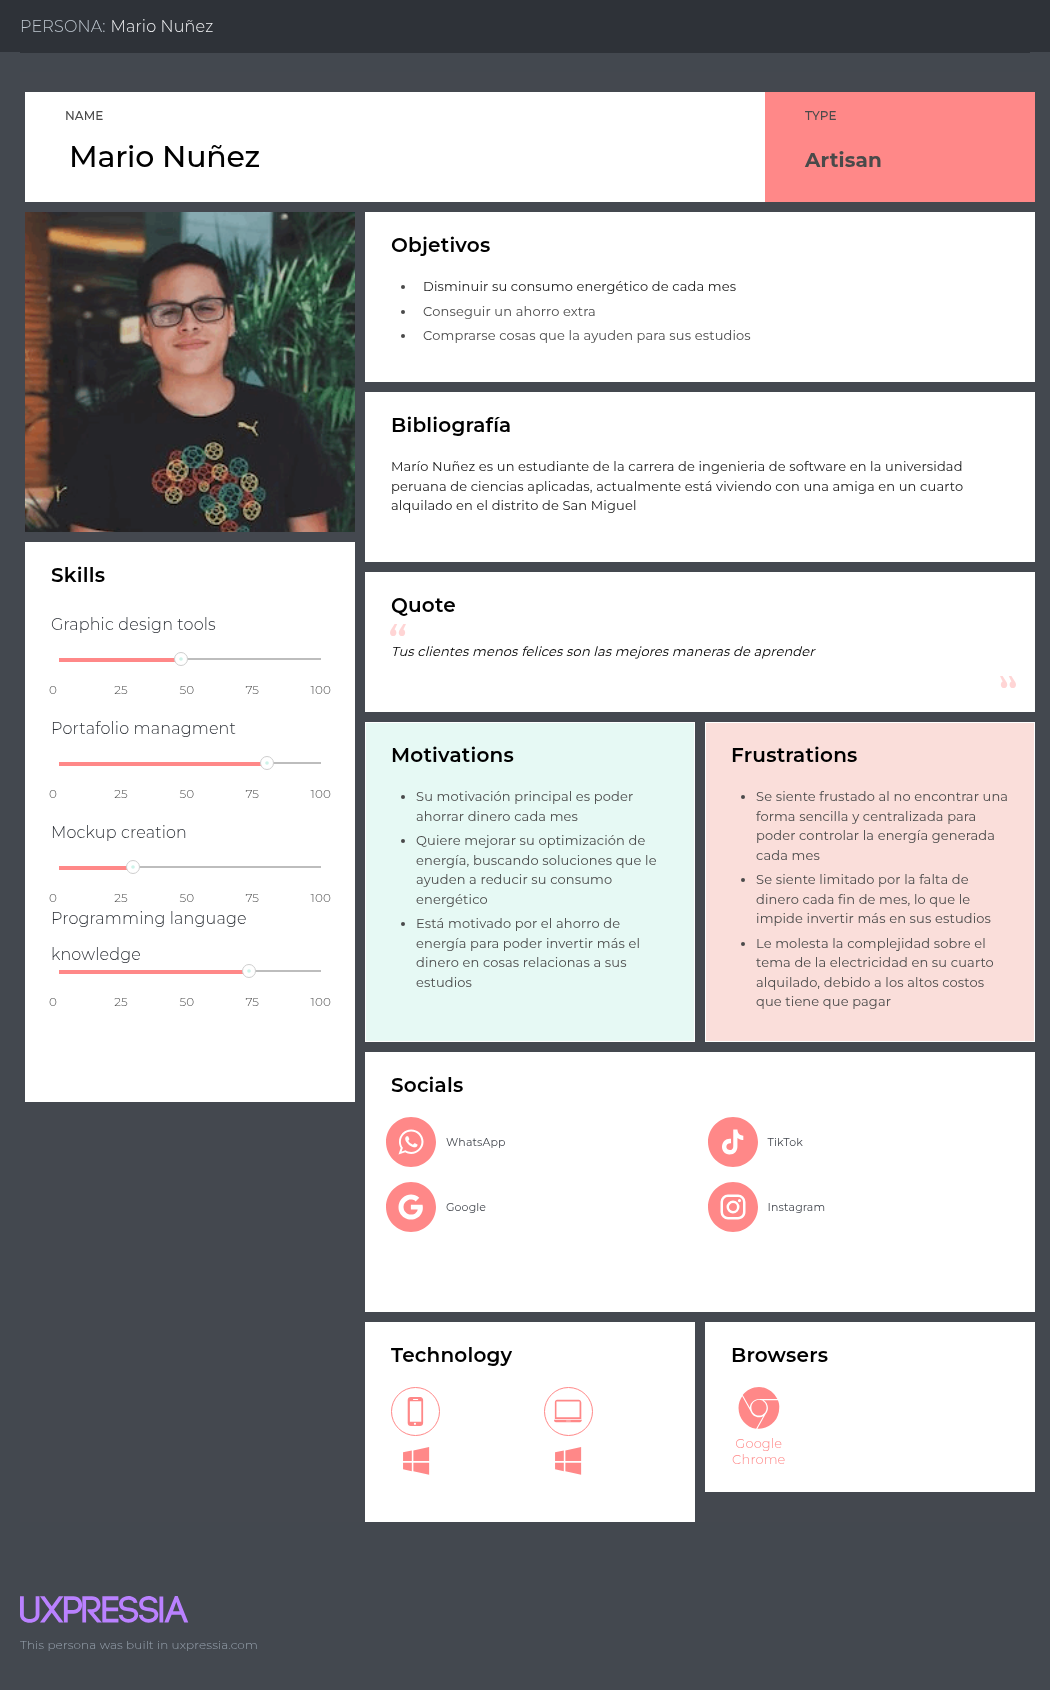 PERSONA: Mario Nuñez
NAME
Mario Nuñez
TYPE
Artisan
Objetivos
Disminuir su consumo energético de cada mes
Conseguir un ahorro extra
Comprarse cosas que la ayuden para sus estudios
Bibliografía
Marío Nuñez es un estudiante de la carrera de ingenieria de software en la universidad
peruana de ciencias aplicadas, actualmente está viviendo con una amiga en un cuarto
alquilado en el distrito de San Miguel
Skills
Graphic design tools
0 25 50 75 100
Portafolio managment
0 25 50 75 100
Mockup creation
0 25 50 75 100
Programming language
knowledge
0 25 50 75 100
Quote
“
Tus clientes menos felices son las mejores maneras de aprender
”
Motivations
Su motivación principal es poder
ahorrar dinero cada mes
Quiere mejorar su optimización de
energía, buscando soluciones que le
ayuden a reducir su consumo
energético
Está motivado por el ahorro de
energía para poder invertir más el
dinero en cosas relacionas a sus
estudios
Frustrations
Se siente frustado al no encontrar una
forma sencilla y centralizada para
poder controlar la energía generada
cada mes
Se siente limitado por la falta de
dinero cada fin de mes, lo que le
impide invertir más en sus estudios
Le molesta la complejidad sobre el
tema de la electricidad en su cuarto
alquilado, debido a los altos costos
que tiene que pagar
Socials
WhatsApp
TikTok
Google
Instagram
Technology
Browsers
Google
Chrome
UXPRESSIA
This persona was built in uxpressia.com